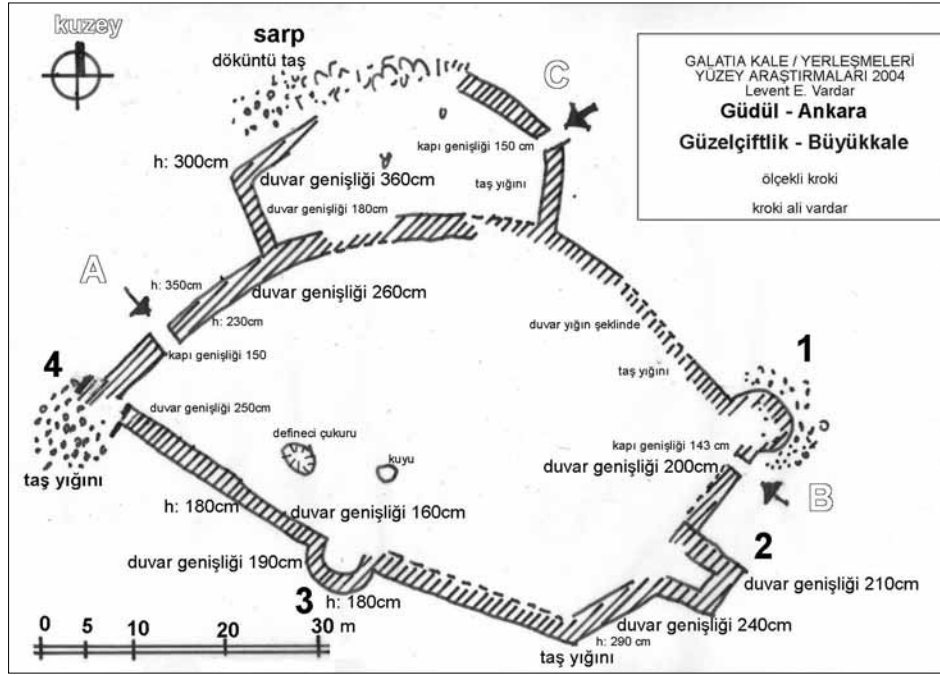 kuzey
sarp
döküntü taş
C
GALATIA KALE / YERLEŞMELERİ
YÜZEY ARAŞTIRMALARI 2004
Levent E. Vardar
Güdül - Ankara
Güzelçiftlik - Büyükkale
ölçekli kroki
kroki ali vardar
kapı genişliği 150 cm
h: 300cm
duvar genişliği 360cm
taş yığını
duvar genişliği 180cm
A
h: 350cm
duvar genişliği 260cm
h: 230cm
duvar yığın şeklinde
4
kapı genişliği 150
1
taş yığını
duvar genişliği 250cm
defineci çukuru
kapı genişliği 143 cm
kuyu
duvar genişliği 200cm
taş yığını
h: 180cm
B
duvar genişliği 160cm
2
duvar genişliği 190cm
duvar genişliği 210cm
3
h: 180cm
duvar genişliği 240cm
h: 290 cm
taş yığını
0 5 10 20 30 m